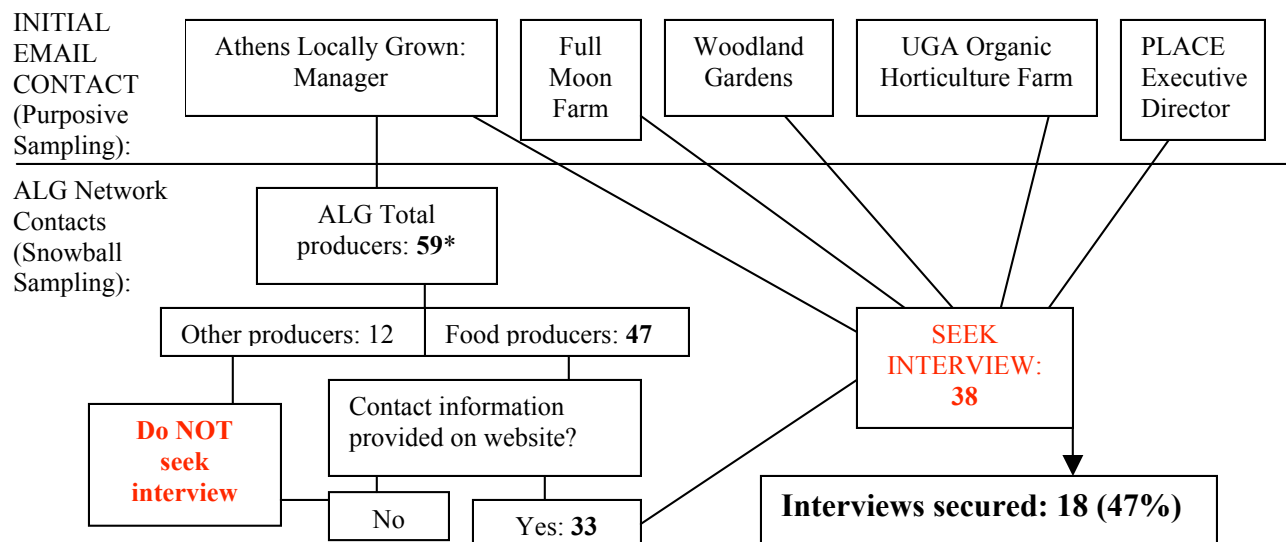 INITIAL
EMAIL
CONTACT
(Purposive
Sampling):
Athens Locally Grown:
Manager
Full
Moon
Farm
Woodland
Gardens
UGA Organic
Horticulture Farm
PLACE
Executive
Director
ALG Network
Contacts
(Snowball
Sampling):
ALG Total
producers: 59*
Other producers: 12
Food producers: 47
SEEK
INTERVIEW:
38
Do NOT
seek
interview
Contact information
provided on website?
No
Yes: 33
Interviews secured: 18 (47%)